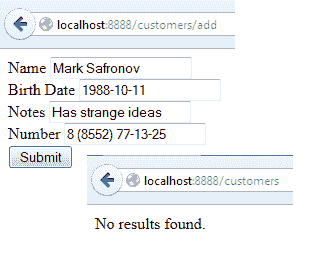 localhost:8888/customers/add
Name Mark Safronov
Birth Date 1988-10-11
Notes Has strange ideas
Number 8 (8552) 77-13-25
Submit
localhost:8888/customers
No results found.